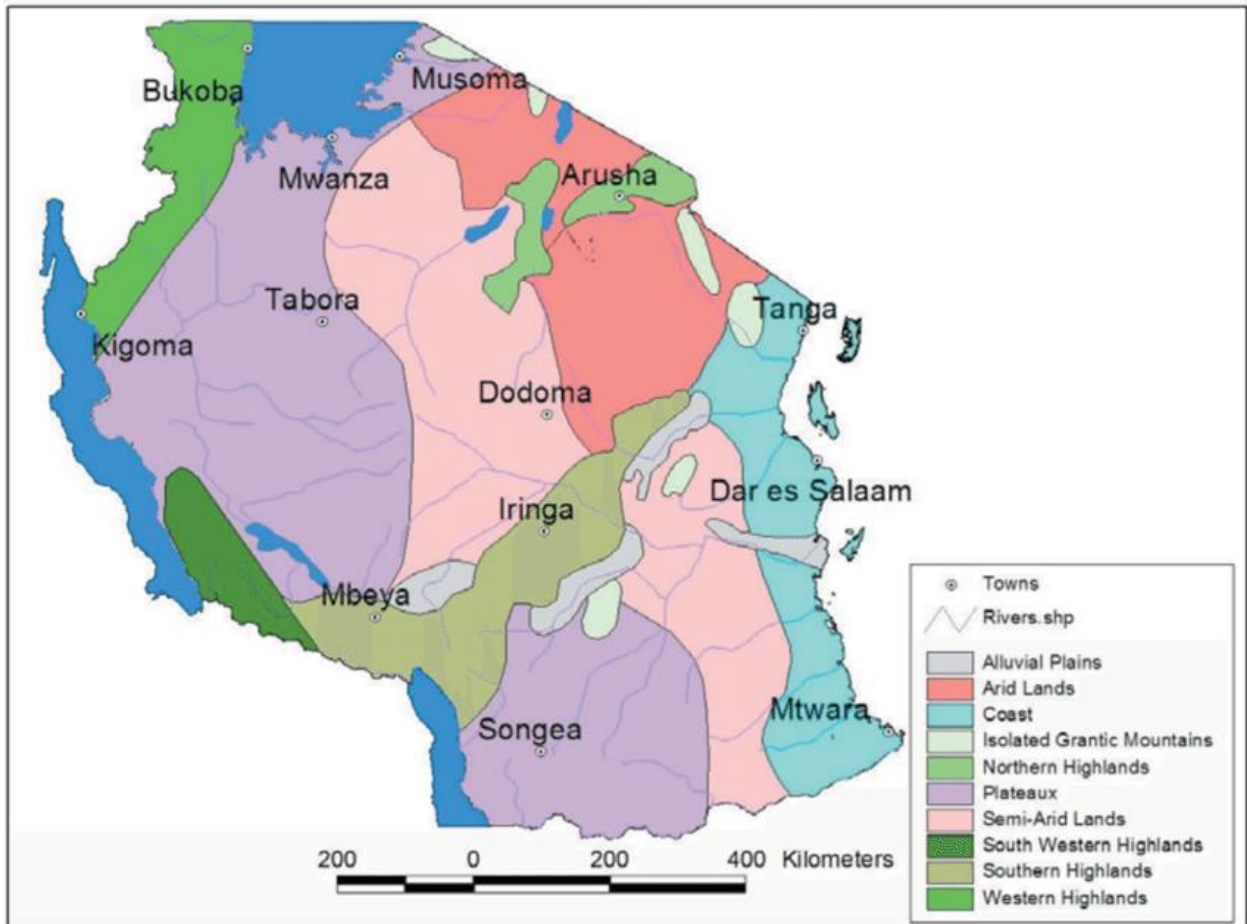 Bukoba
Musoma
Mwanza
Arusha
Tabora
Tanga
Kigoma
Dodoma
Dar es Salaam
Iringa
Mbeya
Mtwara
Songea
200 0 200 400 Kilometers
Towns
Rivers.shp
Alluvial Plains
Arid Lands
Coast
Isolated Grantic Mountains
Northern Highlands
Plateaux
Semi-Arid Lands
South Western Highlands
Southern Highlands
Western Highlands